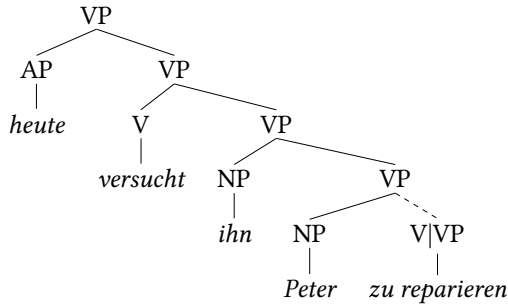 VP
AP VP
heute V VP
versucht NP VP
ihn NP V|VP
Peter zu reparieren